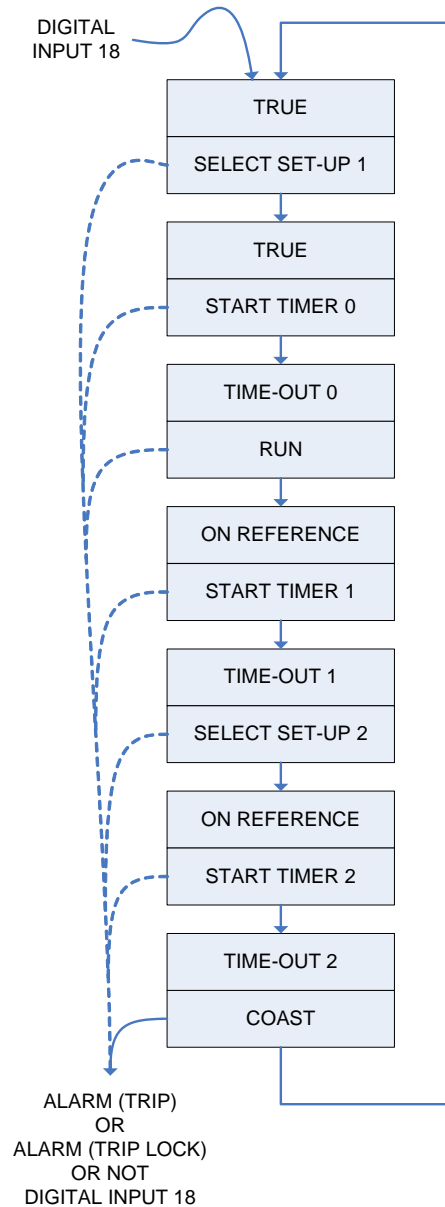 DIGITAL
INPUT 18
TRUE
SELECT SET-UP 1
TRUE
START TIMER 0
TIME-OUT 0
RUN
ON REFERENCE
START TIMER 1
TIME-OUT 1
SELECT SET-UP 2
ON REFERENCE
START TIMER 2
TIME-OUT 2
COAST
ALARM (TRIP)
OR
ALARM (TRIP LOCK)
OR NOT
DIGITAL INPUT 18